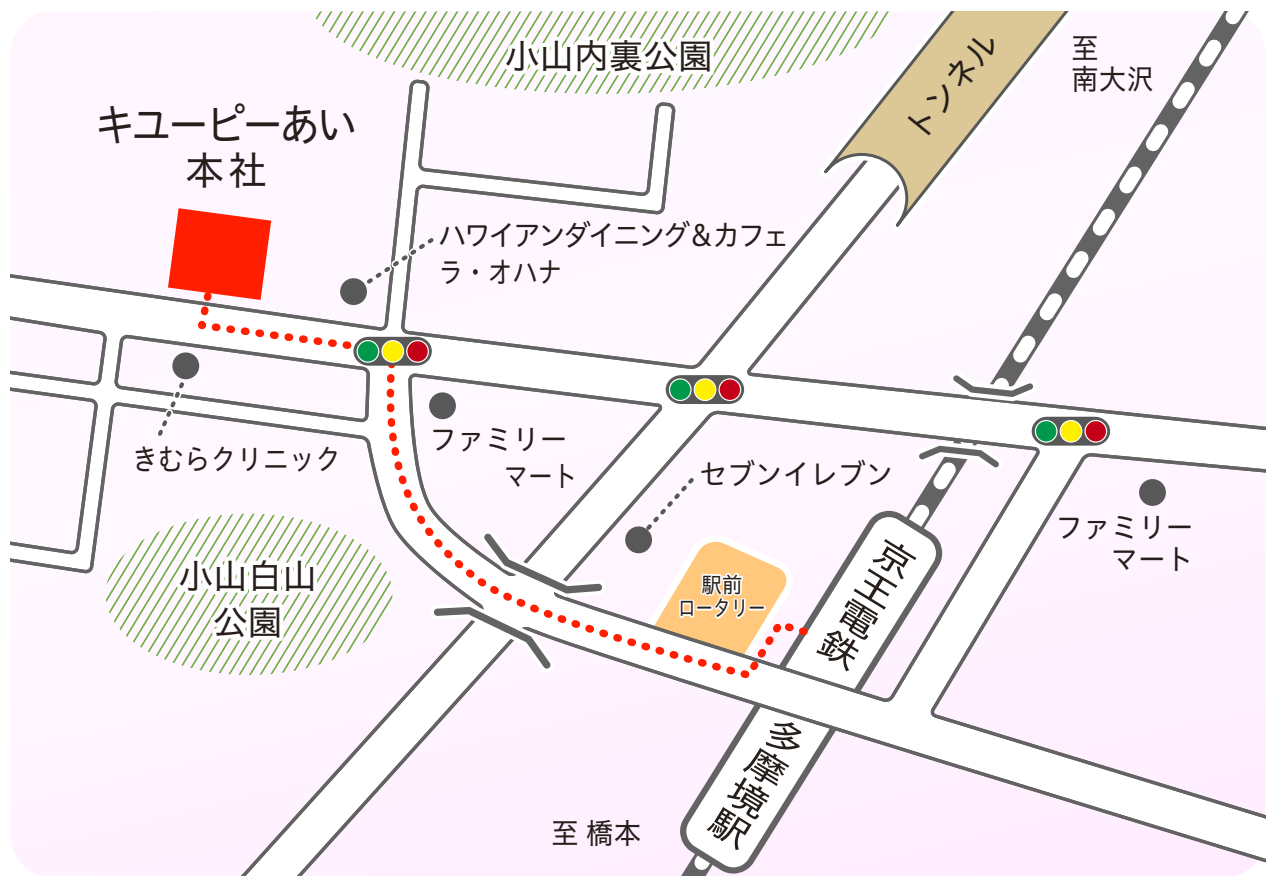 小山内裏公園
トンネル
至
南大沢
キユーピーあい
本社
ハワイアンダイニング&カフェ
ラ・オハナ
きむらクリニック
ファミリー
マート
セブンイレブン
ファミリー
マート
小山白山
公園
駅前
ロータリー
京王電鉄
多摩境駅
至 橋本